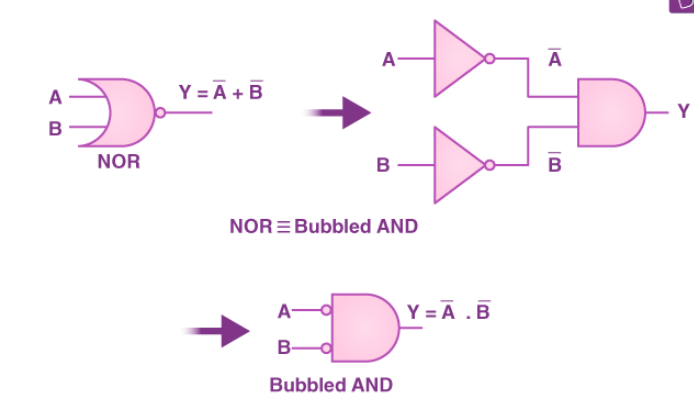 A
B
Y = A̅ + B̅
NOR
A
A̅
B
B̅
Y
NOR ≡ Bubbled AND
A
B
Y = A̅ . B̅
Bubbled AND